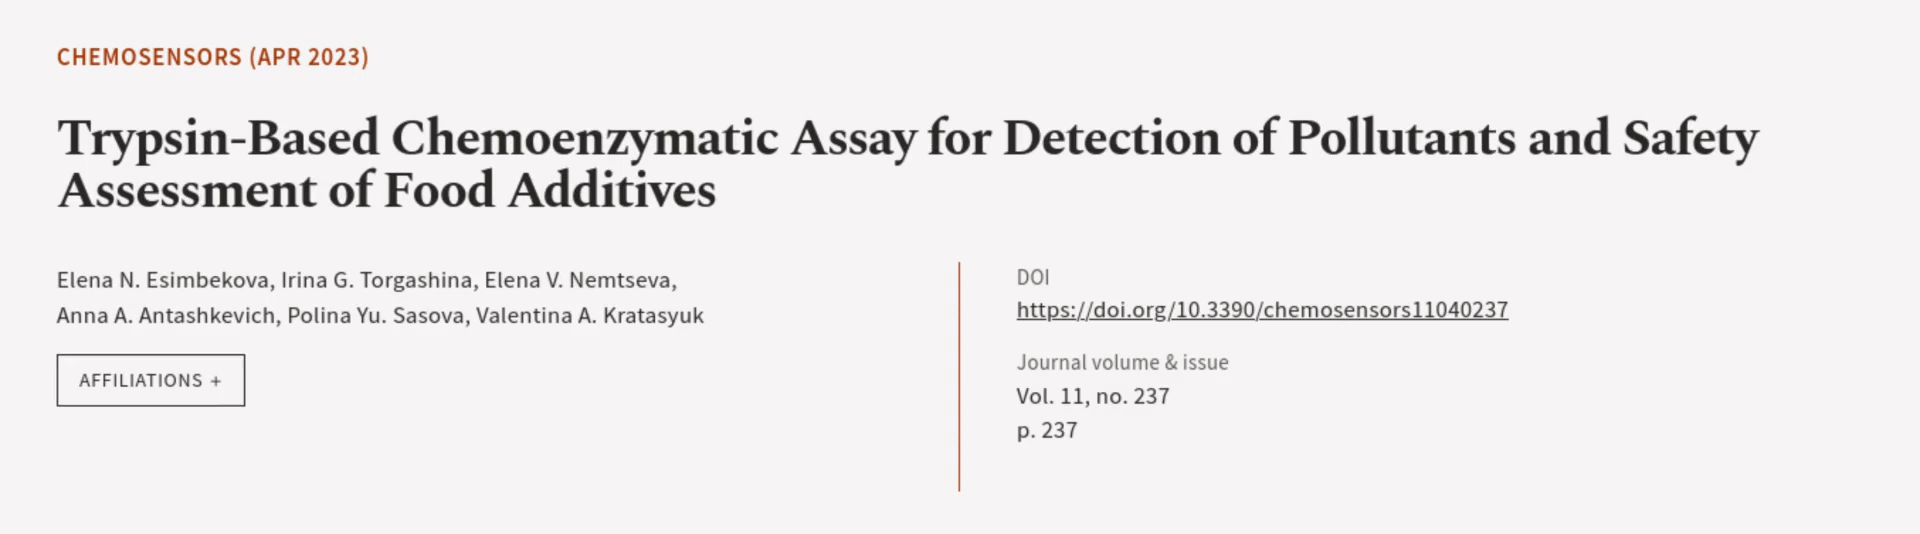 CHEMOSENSORS (APR 2023)
Trypsin-Based Chemoenzymatic Assay for Detection of Pollutants and Safety
Assessment of Food Additives
Elena N. Esimbekova, Irina G. Torgashina, Elena V. Nemtseva,
Anna A. Antashkevich, Polina Yu. Sasova, Valentina A. Kratasyuk
AFFILIATIONS +
DOI
https://doi.org/10.3390/chemosensors11040237
Journal volume & issue
Vol. 11, no. 237
p. 237